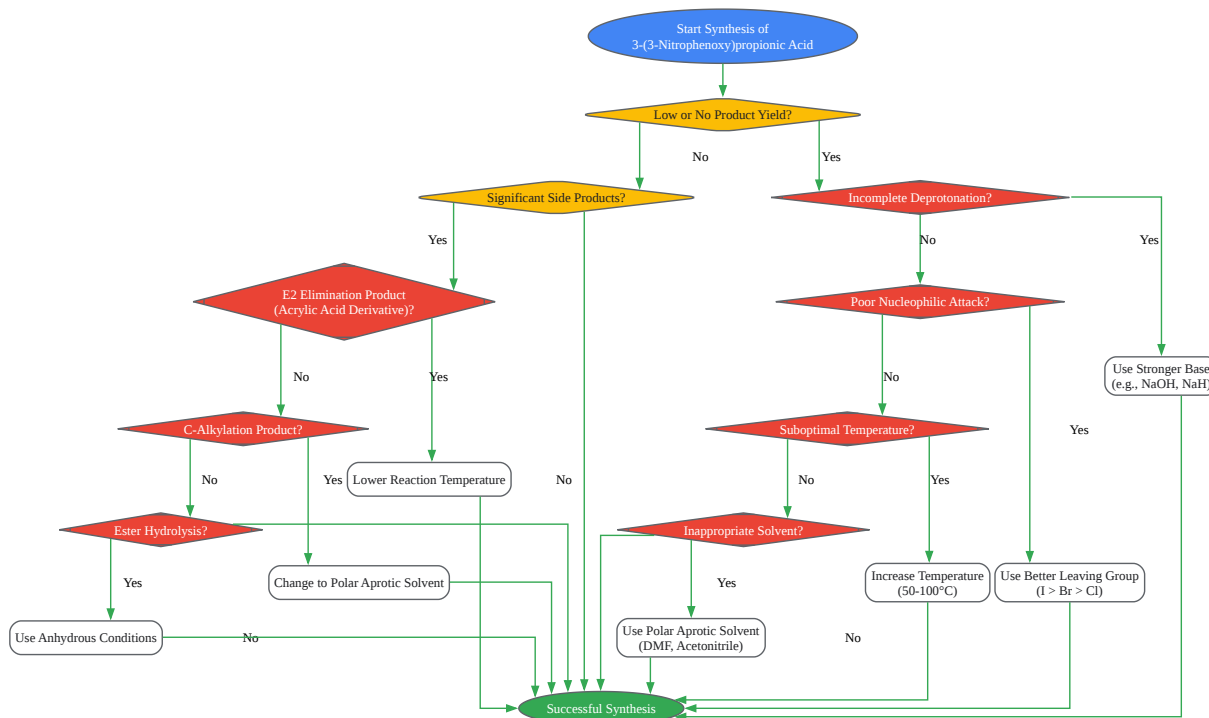 Start Synthesis of
3-(3-Nitrophenoxy)propionic Acid
Low or No Product Yield?
No
Yes
Significant Side Products?
Incomplete Deprotonation?
Yes
No
Yes
E2 Elimination Product
(Acrylic Acid Derivative)?
Poor Nucleophilic Attack?
Use Stronger Base
(e.g., NaOH, NaH)
No
Yes
No
C-Alkylation Product?
Suboptimal Temperature?
Yes
No
Yes
Lower Reaction Temperature
No
No
Yes
Ester Hydrolysis?
Inappropriate Solvent?
Yes
Change to Polar Aprotic Solvent
Yes
Increase Temperature
(50-100°C)
Use Better Leaving Group
(I > Br > Cl)
Use Anhydrous Conditions
No
Use Polar Aprotic Solvent
(DMF, Acetonitrile)
No
Successful Synthesis